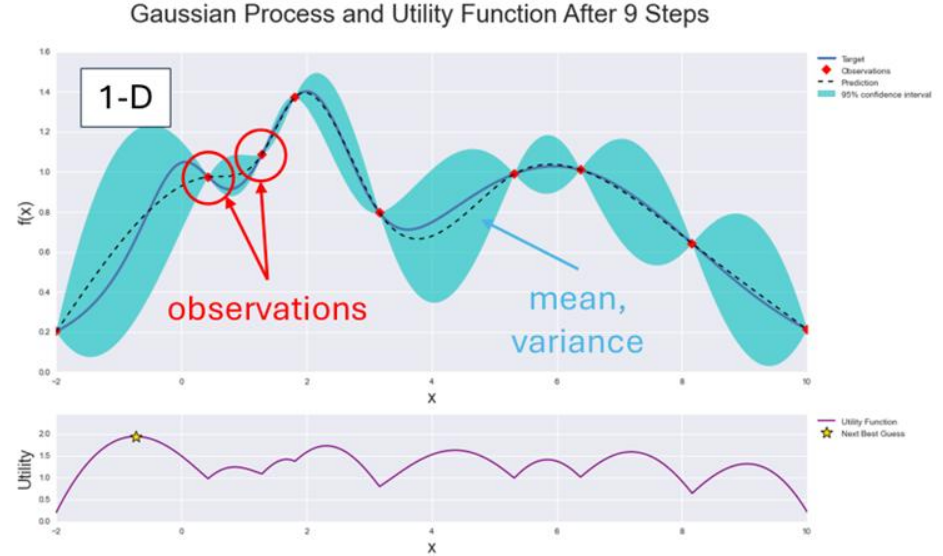 Gaussian Process and Utility Function After 9 Steps
1-D
Target
Observations
Prediction
95% confidence interval
f(x)
1.6
1.4
1.2
1.0
0.8
0.6
0.4
0.2
0.0
observations
mean,
variance
−2 0 2 4 6 8 10
x
Utility Function
Next Best Guess
Utility
2.0
1.5
1.0
0.5
0.0
−2 0 2 4 6 8 10
x